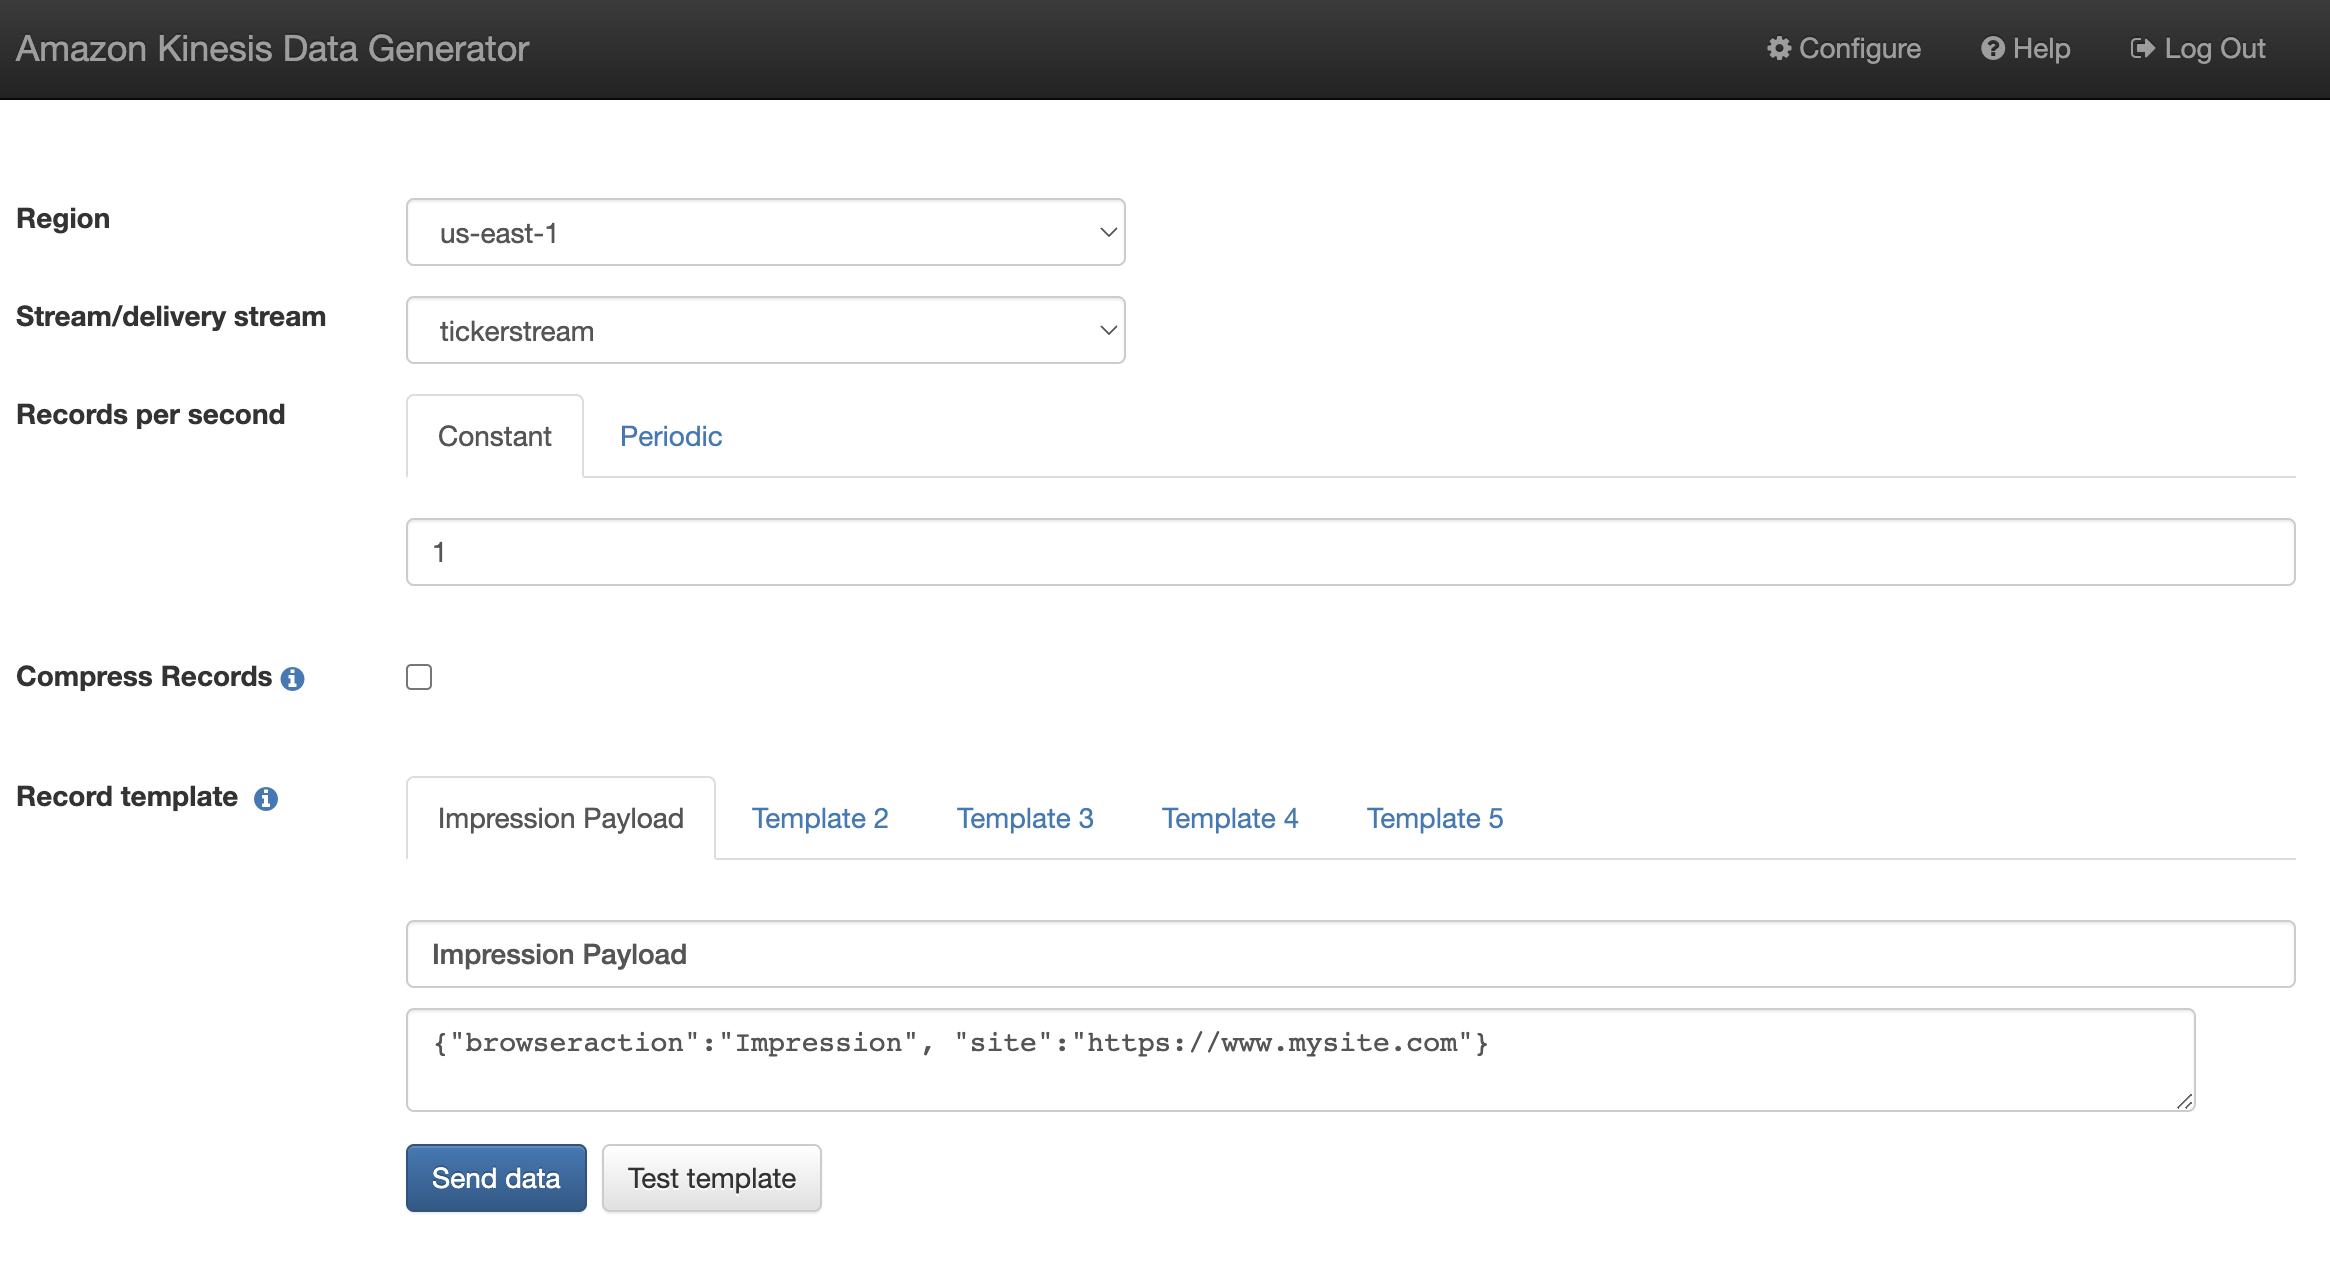 Amazon Kinesis Data Generator
Configure
Help
Log Out
Region
us-east-1
Stream/delivery stream
tickerstream
Records per second
Constant
Periodic
1
Compress Records
Record template
Impression Payload
Template 2
Template 3
Template 4
Template 5
Impression Payload
{"browseraction":"Impression", "site":"https://www.mysite.com"}
Send data
Test template